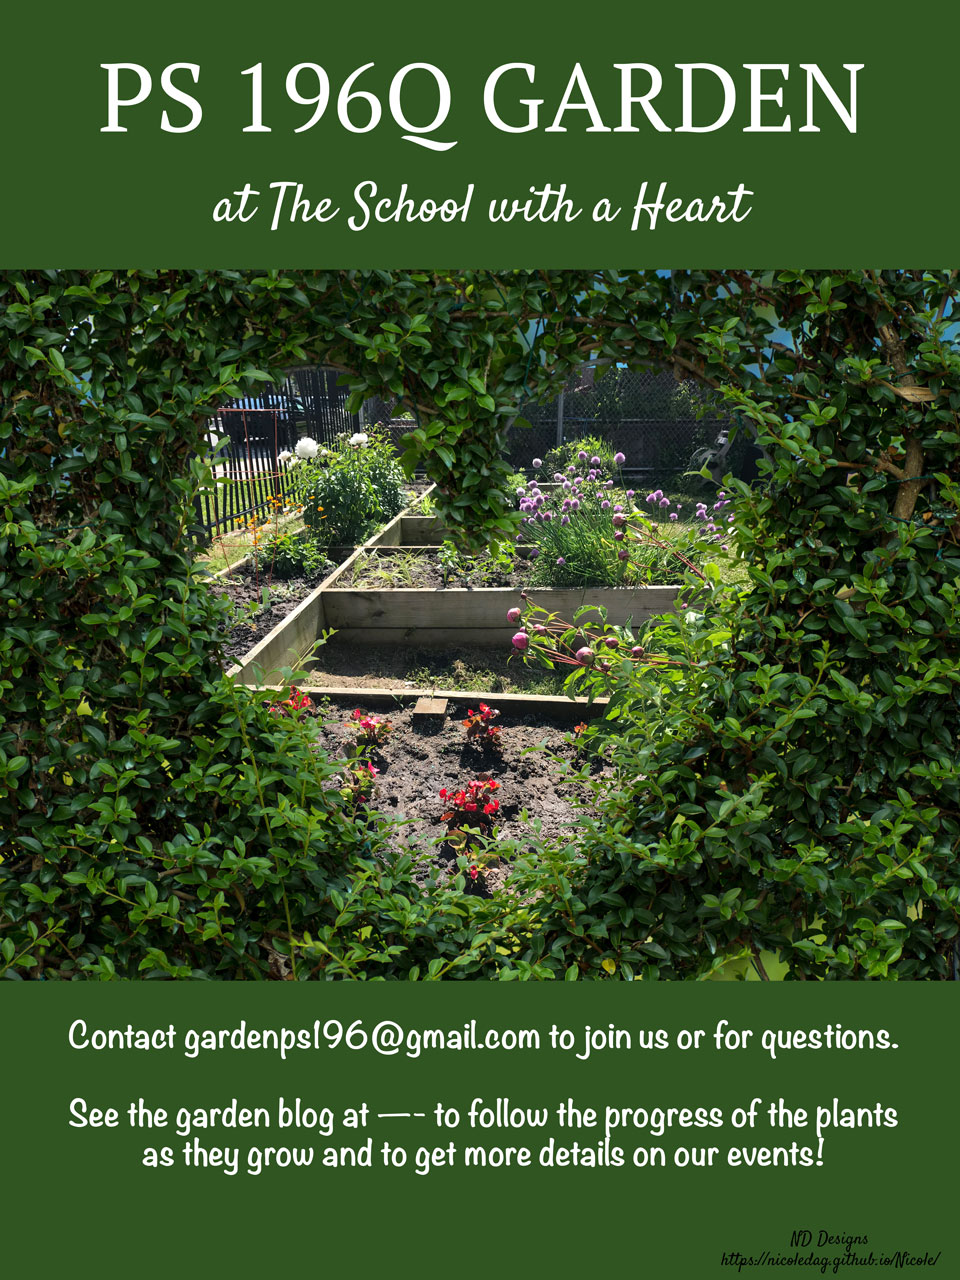 PS 196Q GARDEN
at The School with a Heart
Contact gardenps196@gmail.com to join us or for questions.
See the garden blog at —-- to follow the progress of the plants
as they grow and to get more details on our events!
ND Designs
https://nicoledag.github.io/Nicole/